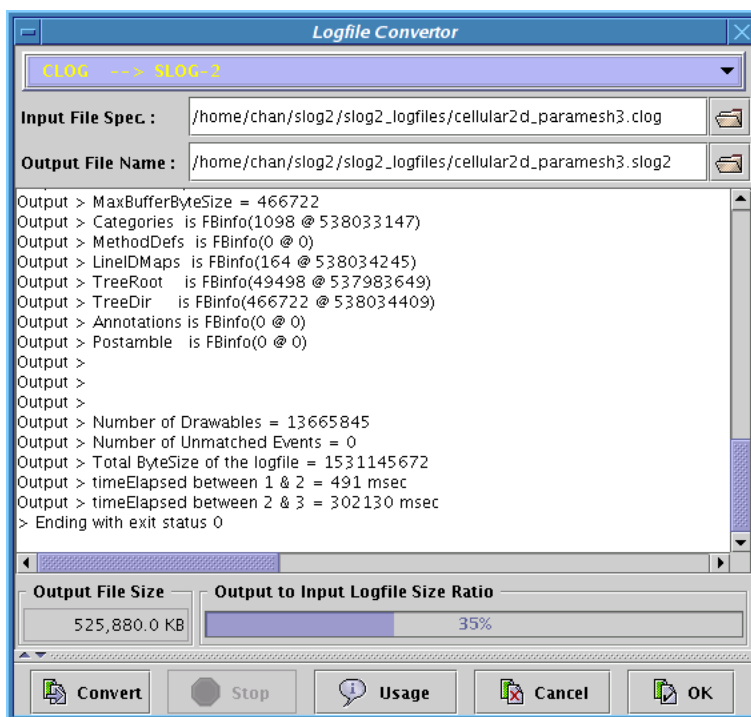 Logfile Convertor
CLOG --> SLOG-2
Input File Spec. : /home/chan/slog2/slog2_logfiles/cellular2d_paramesh3.clog
Output File Name : /home/chan/slog2/slog2_logfiles/cellular2d_paramesh3.slog2
Output > MaxBufferByteSize = 466722
Output > Categories is FBinfo(1098 @ 538033147)
Output > MethodDefs is FBinfo(0 @ 0)
Output > LineIDMaps is FBinfo(164 @ 538034245)
Output > TreeRoot is FBinfo(49498 @ 537983649)
Output > TreeDir is FBinfo(466722 @ 538034409)
Output > Annotations is FBinfo(0 @ 0)
Output > Postamble is FBinfo(0 @ 0)
Output >
Output >
Output >
Output > Number of Drawables = 13665845
Output > Number of Unmatched Events = 0
Output > Total ByteSize of the logfile = 1531145672
Output > timeElapsed between 1 & 2 = 491 msec
Output > timeElapsed between 2 & 3 = 302130 msec
> Ending with exit status 0
Output File Size Output to Input Logfile Size Ratio
525,880.0 KB 35%
Convert Stop Usage Cancel OK